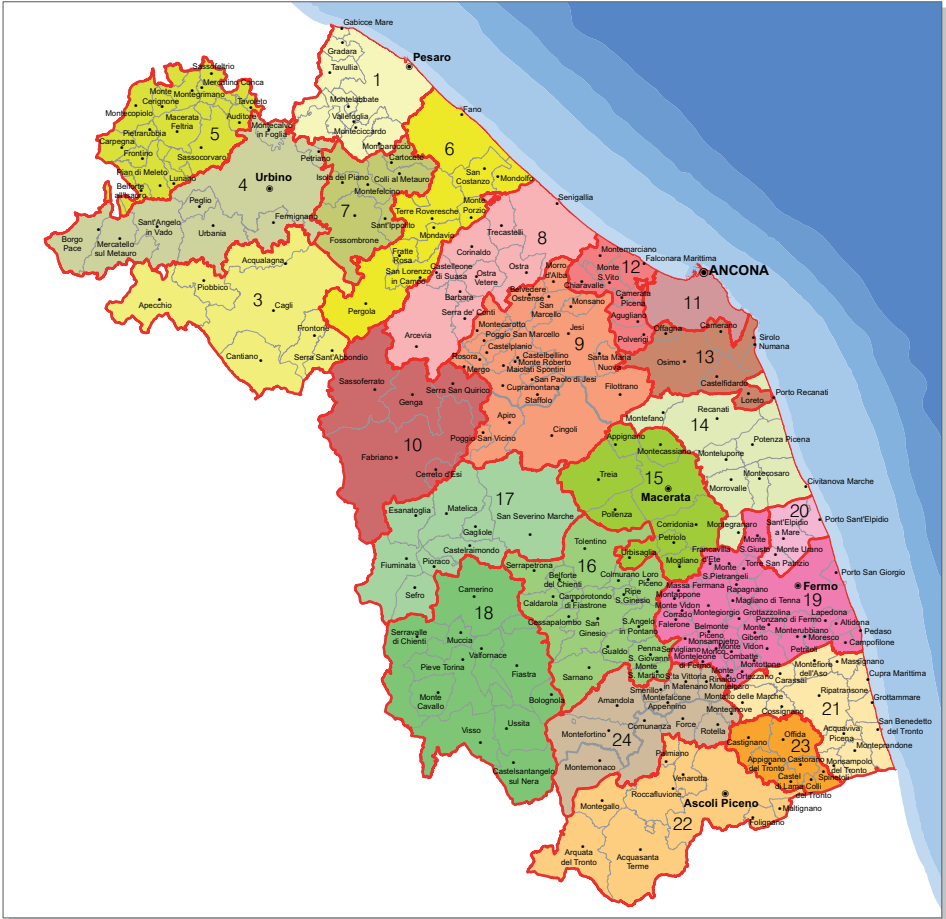 Gabicce Mare
Gradara
Pesaro
Tavullia
1
Montelabbate
Vallefoglia
Monteciccardo
Mombaroccio
Sassofeltrio
Mercatino Conca
Monte
Cerignone
Montegrimano
Tavoleto
Auditore
Montecopiolo
Macerata
Feltria
5
Pietrarubbia
Montecalvo
in Foglia
Carpegna
Frontino
Sassocorvaro
Pian di Meleto
Lunano
Belforte
all'Isauro
Fano
6
Petriano
Cartoceto
Isola del Piano
Colli al Metauro
Montefelcino
San
Costanzo
Mondolfo
4
Urbino
Peglio
7
Terre Roveresche
Monte
Porzio
Senigallia
Sant'Angelo
in Vado
Urbania
Fermignano
Sant'Ippolito
Mondavio
Borgo
Pace
Mercatello
sul Metauro
Fossombrone
Trecastelli
8
Fratte
Rosa
Corinaldo
Montemarciano
Acqualagna
San Lorenzo
in Campo
Castelleone
di Suasa
Ostra
Vetere
Ostra
Morro
d'Alba
Monte
S.Vito
12
Falconara Marittima
ANCONA
Chiaravalle
Piobbico
3
Apecchio
Cagli
Pergola
Barbara
Belvedere
Ostrense
San
Marcello
Monsano
Camerata
Picena
11
Serra de' Conti
Agugliano
Frontone
Arcevia
Montecarotto
Poggio San Marcello
Jesi
9
Polverigi
Offagna
Camerano
Sirolo
Numana
Castelplanio
Cantiano
Serra Sant'Abbondio
Rosora
Mergo
Castelbellino
Monte Roberto
Maiolati Spontini
Santa Maria
Nuova
Osimo
13
Sassoferrato
Serra San Quirico
San Paolo di Jesi
Cupramontana
Staffolo
Filottrano
Castelfidardo
Loreto
Porto Recanati
Genga
Apiro
Montefano
Recanati
14
10
Poggio San Vicino
Cingoli
Appignano
Montecassiano
Potenza Picena
Fabriano
Montelupone
Cerreto d'Esi
Treia
15
Macerata
Montecosaro
Morrovalle
Civitanova Marche
17
Esanatoglia
Matelica
San Severino Marche
Pollenza
Corridonia
Montegranaro
20
Sant'Elpidio
a Mare
Porto Sant'Elpidio
Gagliole
Castelraimondo
Tolentino
Petriolo
Monte
S.Giusto
Monte Urano
Fiuminata
Pioraco
Serrapetrona
16
Urbisaglia
Mogliano
Francavilla
d'Ete
Monte
S.Pietrangeli
Torre San Patrizio
Porto San Giorgio
Sefro
Camerino
18
Belforte
del Chienti
Colmurano
Loro
Piceno
Massa Fermana
Montappone
Rapagnano
Fermo
19
Caldarola
Camporotondo
di Fiastrone
Ripe
S.Ginesio
Monte Vidon
Corrado
Magliano di Tenna
Cessapalombo
San
Ginesio
S.Angelo
in Pontano
Falerone
Montegiorgio
Grottazzolina
Lapedona
Altidona
Serravalle
di Chienti
Muccia
Belmonte
Piceno
Ponzano di Fermo
Monterubbiano
Pedaso
Moresco
Campofilone
Valfornace
Gualdo
Penna
S. Giovanni
Servigliano
Monsampietro
Morico
Monte
Giberto
Monte Vidon
Combatte
Petritoli
Pieve Torina
Fiastra
Sarnano
Monte
S. Martino
Monteleone
di Fermo
Montottone
Montefiore
dell'Aso
Massignano
Monte
Rinaldo
Ortezzano
Carassai
Cupra Marittima
Monte
Cavallo
Bolognola
Smerillo
S.ta Vittoria
in Matenano
Montelparo
Amandola
Montefalcone
Appennino
Montalto delle Marche
Montedinove
Cossignano
Ripatransone
21
Grottammare
Visso
Ussita
Montefortino
24
Comunanza
Force
Rotella
Acquaviva
Picena
San Benedetto
del Tronto
Castignano
Offida
23
Monteprandone
Castelsantangelo
sul Nera
Montemonaco
Palmiano
Appignano
del Tronto
Castorano
Monsampolo
del Tronto
Venarotta
Castel
di Lama
Spinetoli
Colli
del Tronto
Roccafluvione
Ascoli Piceno
Montegallo
Maltignano
22
Folignano
Arquata
del Tronto
Acquasanta
Terme